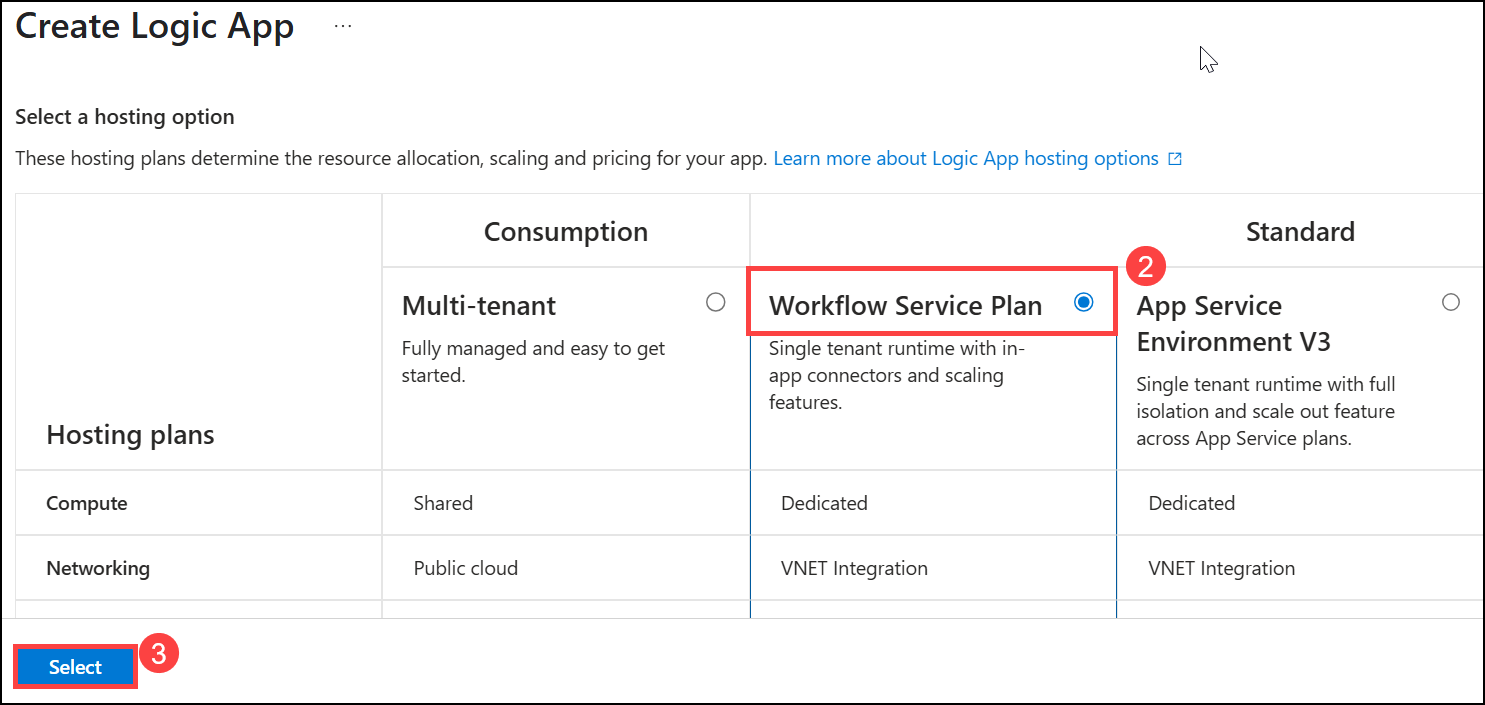 Create Logic App ...
Select a hosting option
These hosting plans determine the resource allocation, scaling and pricing for your app. Learn more about Logic App hosting options
Consumption
Standard
2
Hosting plans
Multi-tenant
Fully managed and easy to get
started.
Workflow Service Plan
Single tenant runtime with in-
app connectors and scaling
features.
App Service
Environment V3
Single tenant runtime with full
isolation and scale out feature
across App Service plans.
Compute Shared Dedicated Dedicated
Networking Public cloud VNET Integration VNET Integration
Select 3